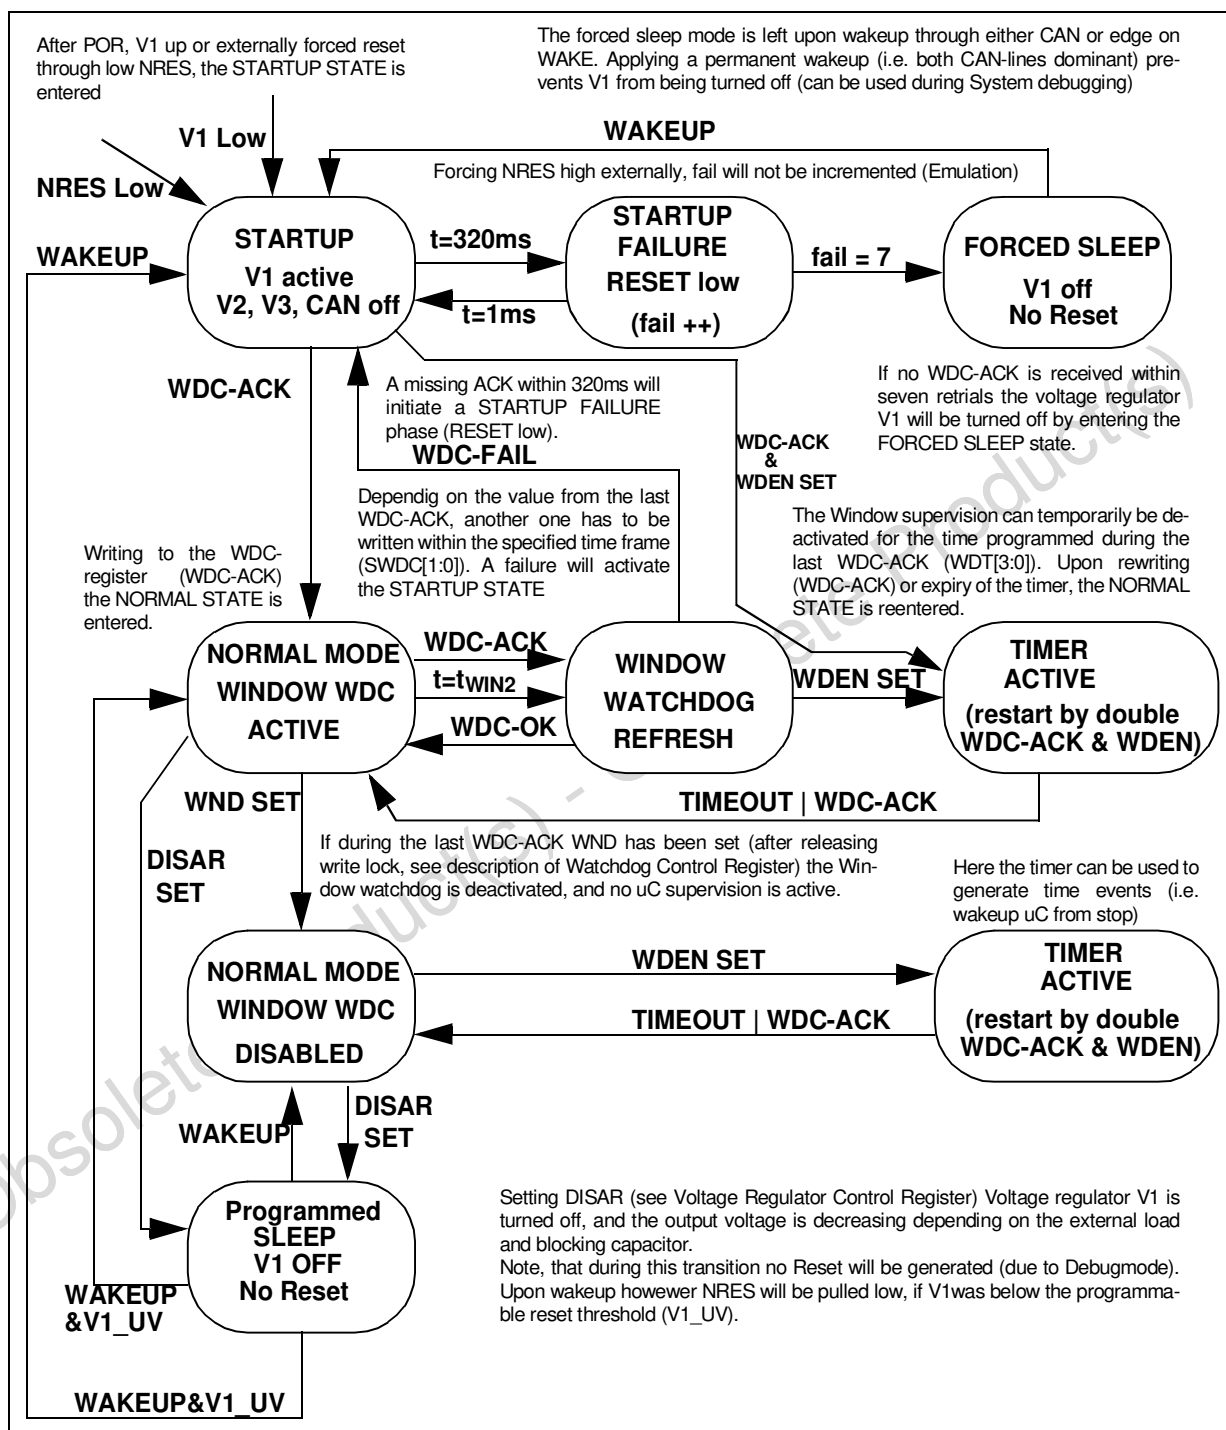 After POR, V1 up or externally forced reset
through low NRES, the STARTUP STATE is
entered
The forced sleep mode is left upon wakeup through either CAN or edge on
WAKE. Applying a permanent wakeup (i.e. both CAN-lines dominant) pre-
vents V1 from being turned off (can be used during System debugging)
V1 Low
WAKEUP
NRES Low
Forcing NRES high externally, fail will not be incremented (Emulation)
WAKEUP
STARTUP
V1 active
V2, V3, CAN off
t=320ms
t=1ms
STARTUP
FAILURE
RESET low
(fail ++)
fail = 7
FORCED SLEEP
V1 off
No Reset
WDC-ACK
A missing ACK within 320ms will
initiate a STARTUP FAILURE
phase (RESET low).
WDC-FAIL
WDC-ACK
&
WDEN SET
If no WDC-ACK is received within
seven retrials the voltage regulator
V1 will be turned off by entering the
FORCED SLEEP state.
Dependig on the value from the last
WDC-ACK, another one has to be
written within the specified time frame
(SWDC[1:0]). A failure will activate
the STARTUP STATE
The Window supervision can temporarily be de-
activated for the time programmed during the
last WDC-ACK (WDT[3:0]). Upon rewriting
(WDC-ACK) or expiry of the timer, the NORMAL
STATE is reentered.
Writing to the WDC-
register (WDC-ACK)
the NORMAL STATE is
entered.
NORMAL MODE
WINDOW WDC
ACTIVE
WDC-ACK
t=tWIN2
WDC-OK
WINDOW
WATCHDOG
REFRESH
WDEN SET
TIMER
ACTIVE
(restart by double
WDC-ACK & WDEN)
WND SET
TIMEOUT | WDC-ACK
DISAR
SET
If during the last WDC-ACK WND has been set (after releasing
write lock, see description of Watchdog Control Register) the Win-
dow watchdog is deactivated, and no uC supervision is active.
Here the timer can be used to
generate time events (i.e.
wakeup uC from stop)
NORMAL MODE
WINDOW WDC
DISABLED
WDEN SET
TIMEOUT | WDC-ACK
TIMER
ACTIVE
(restart by double
WDC-ACK & WDEN)
WAKEUP
DISAR
SET
Programmed
SLEEP
V1 OFF
No Reset
Setting DISAR (see Voltage Regulator Control Register) Voltage regulator V1 is
turned off, and the output voltage is decreasing depending on the external load
and blocking capacitor.
Note, that during this transition no Reset will be generated (due to Debugmode).
Upon wakeup howewer NRES will be pulled low, if V1was below the programma-
ble reset threshold (V1_UV).
WAKEUP
&V1_UV
WAKEUP&V1_UV